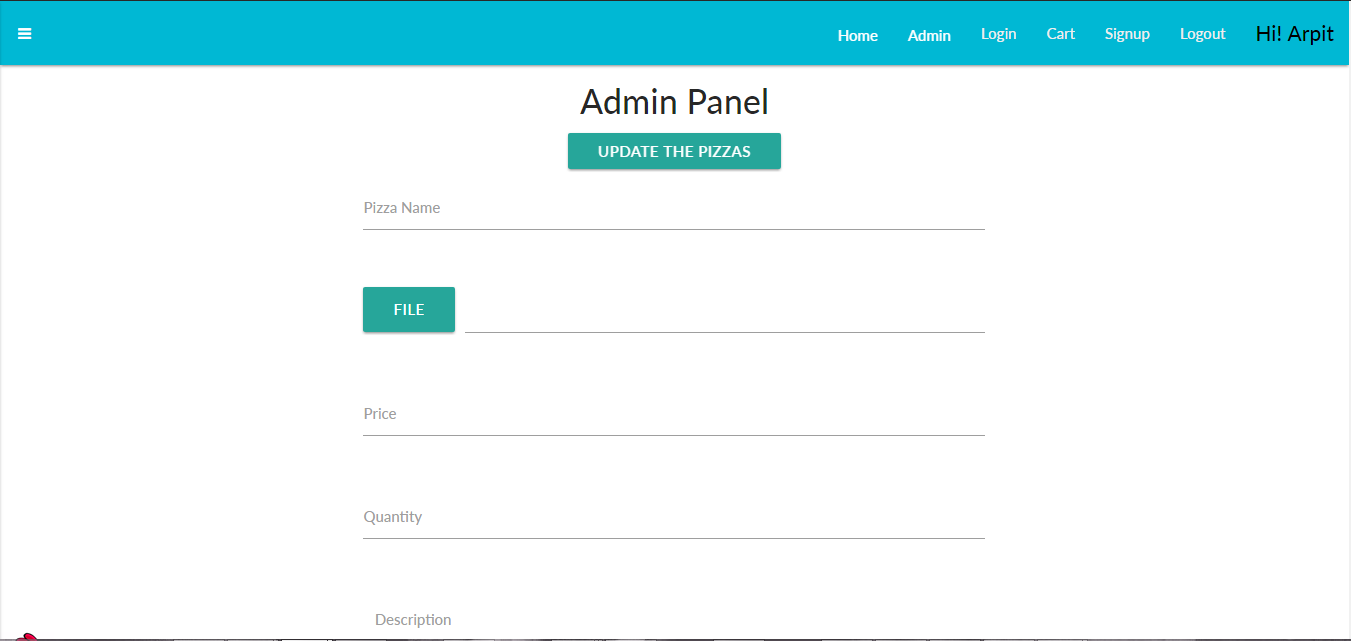 Home Admin Login Cart Signup Logout Hi! Arpit
Admin Panel
UPDATE THE PIZZAS
Pizza Name
FILE
Price
Quantity
Description